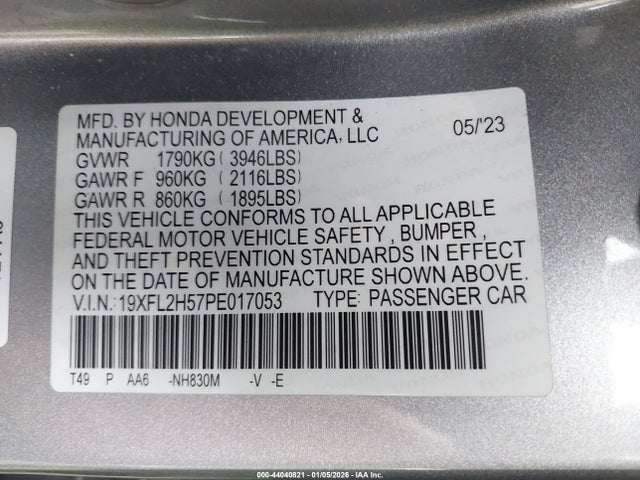 MFD. BY HONDA DEVELOPMENT &
MANUFACTURING OF AMERICA, LLC 05/'23
GVWR 1790KG ( 3946LBS)
GAWR F 960KG ( 2116LBS)
GAWR R 860KG ( 1895LBS)
THIS VEHICLE CONFORMS TO ALL APPLICABLE
FEDERAL MOTOR VEHICLE SAFETY , BUMPER ,
AND THEFT PREVENTION STANDARDS IN EFFECT
ON THE DATE OF MANUFACTURE SHOWN ABOVE.
V.I.N.:19XFL2H57PE017053 TYPE: PASSENGER CAR
T49 P AA6 -NH830M -V -E
000-44040821 - 01/05/2026 - IAANC4 Inc.